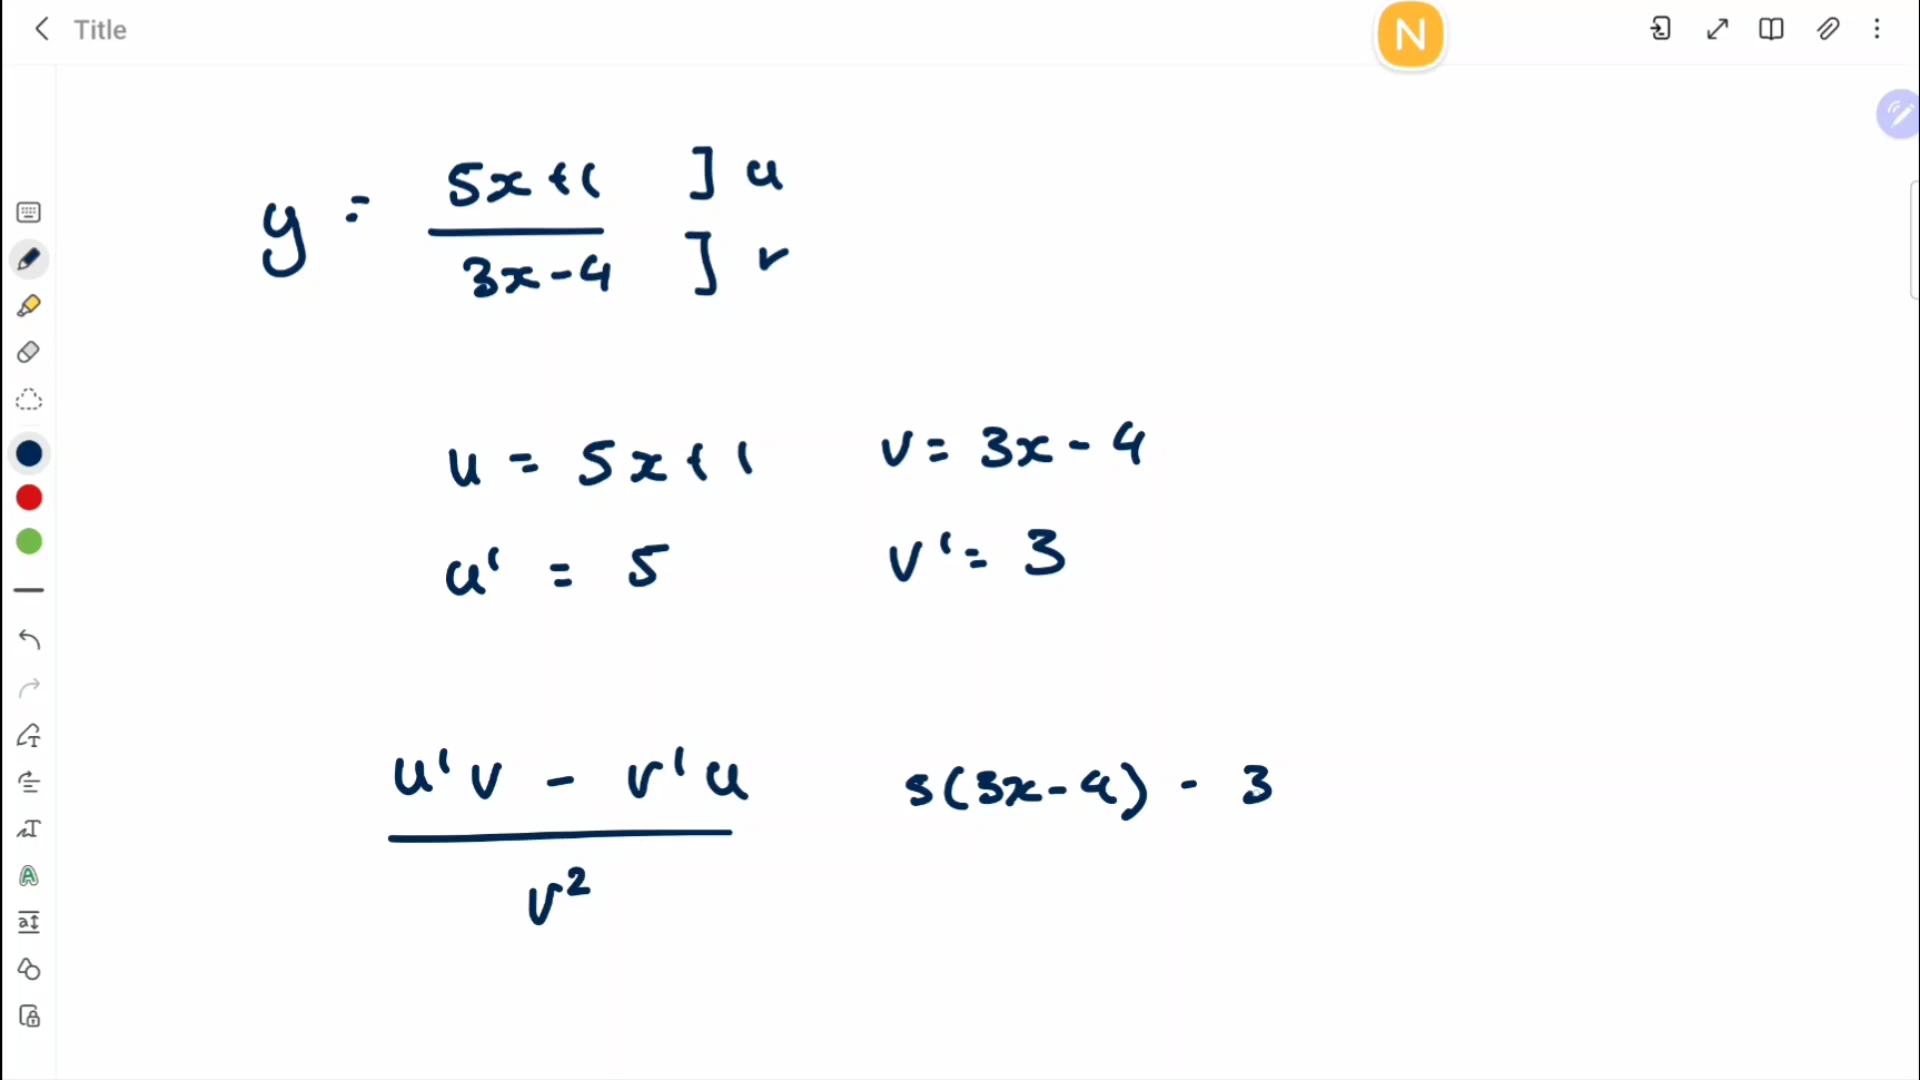 Title
N
y = 5x+1 ] u
3x-4 ] v
u = 5x+1 v = 3x-4
u' = 5 v' = 3
u'v - v'u 5(3x-4) - 3
v²